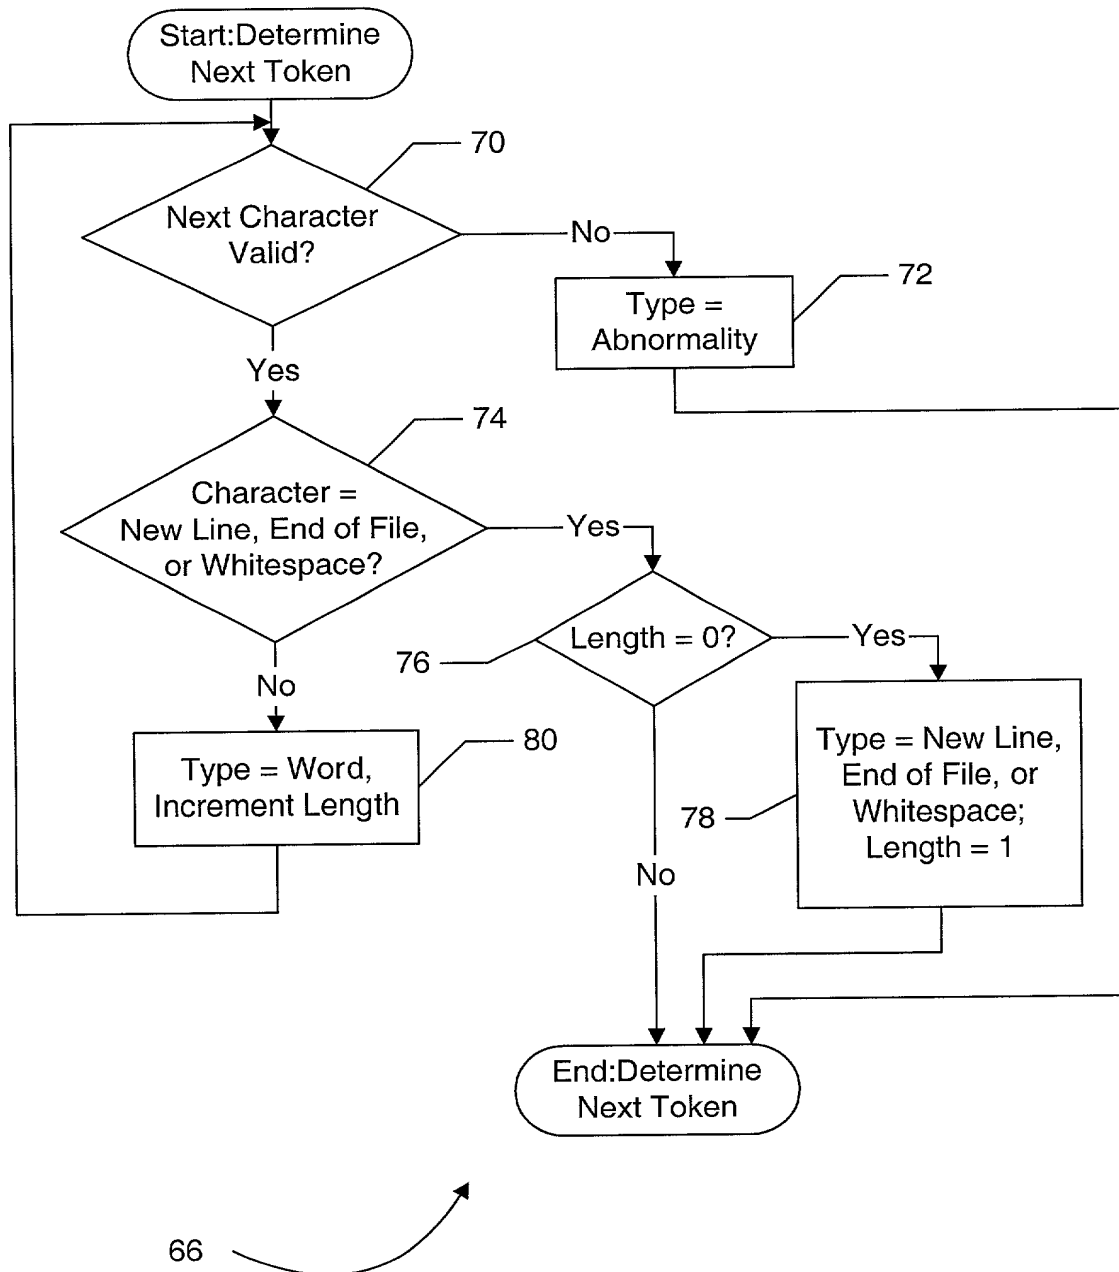 Start:Determine
Next Token
70
Next Character
Valid?
No
72
Type =
Abnormality
Yes
74
Character =
New Line, End of File,
or Whitespace?
Yes
76
Length = 0?
Yes
No
80
Type = Word,
Increment Length
78
Type = New Line,
End of File, or
Whitespace;
Length = 1
No
End:Determine
Next Token
66